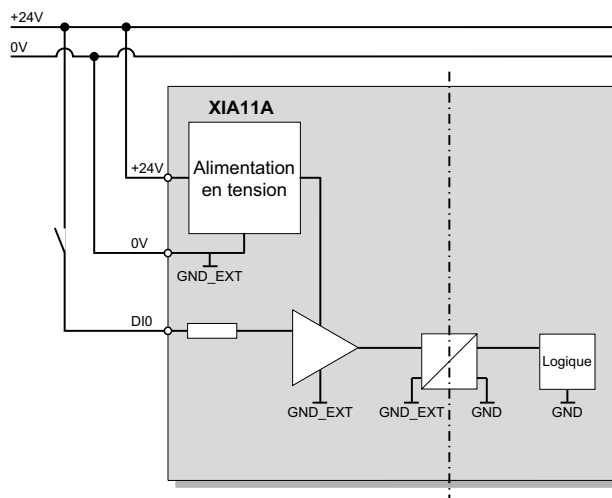 +24V
0V
XIA11A
+24V
Alimentation
en tension
0V
GND_EXT
DI0
Logique
GND_EXT
GND_EXT
GND
GND